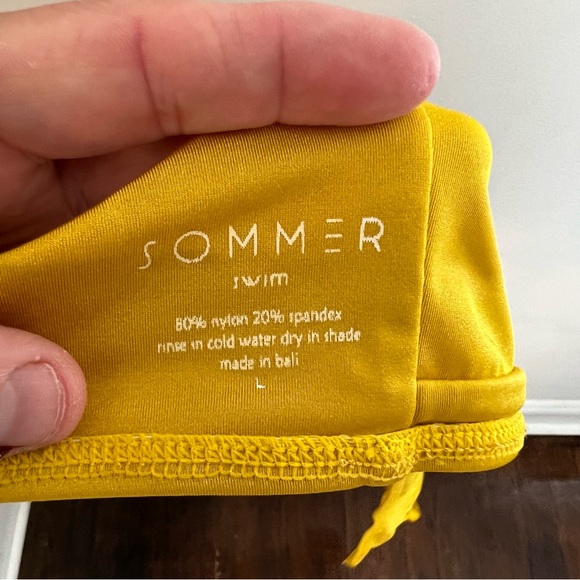 SOMMER
swim
80% nylon 20% spandex
rinse in cold water dry in shade
made in bali
L